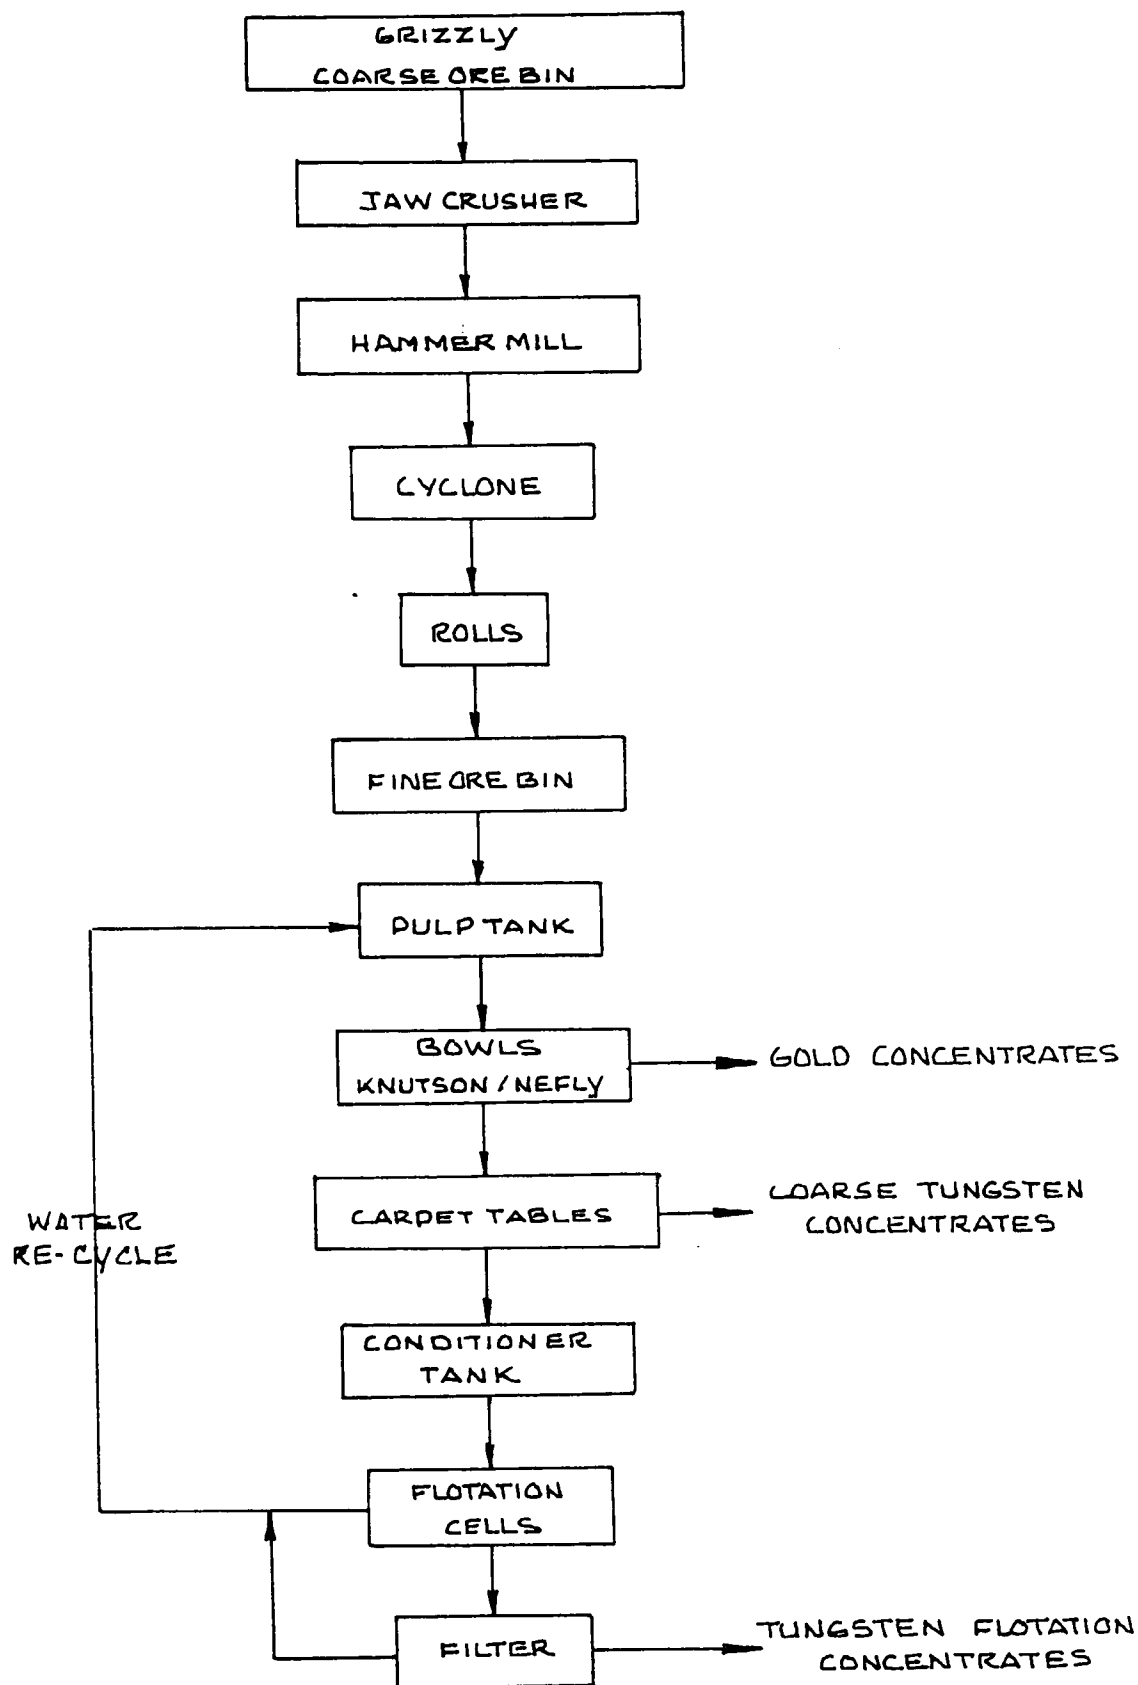 GRIZZLY
COARSE ORE BIN
JAW CRUSHER
HAMMER MILL
CYCLONE
ROLLS
FINE ORE BIN
PULP TANK
BOWLS
KNUTSON / NEFLY
GOLD CONCENTRATES
CARPET TABLES
COARSE TUNGSTEN
CONCENTRATES
WATER
RE-CYCLE
CONDITIONER
TANK
FLOTATION
CELLS
FILTER
TUNGSTEN FLOTATION
CONCENTRATES